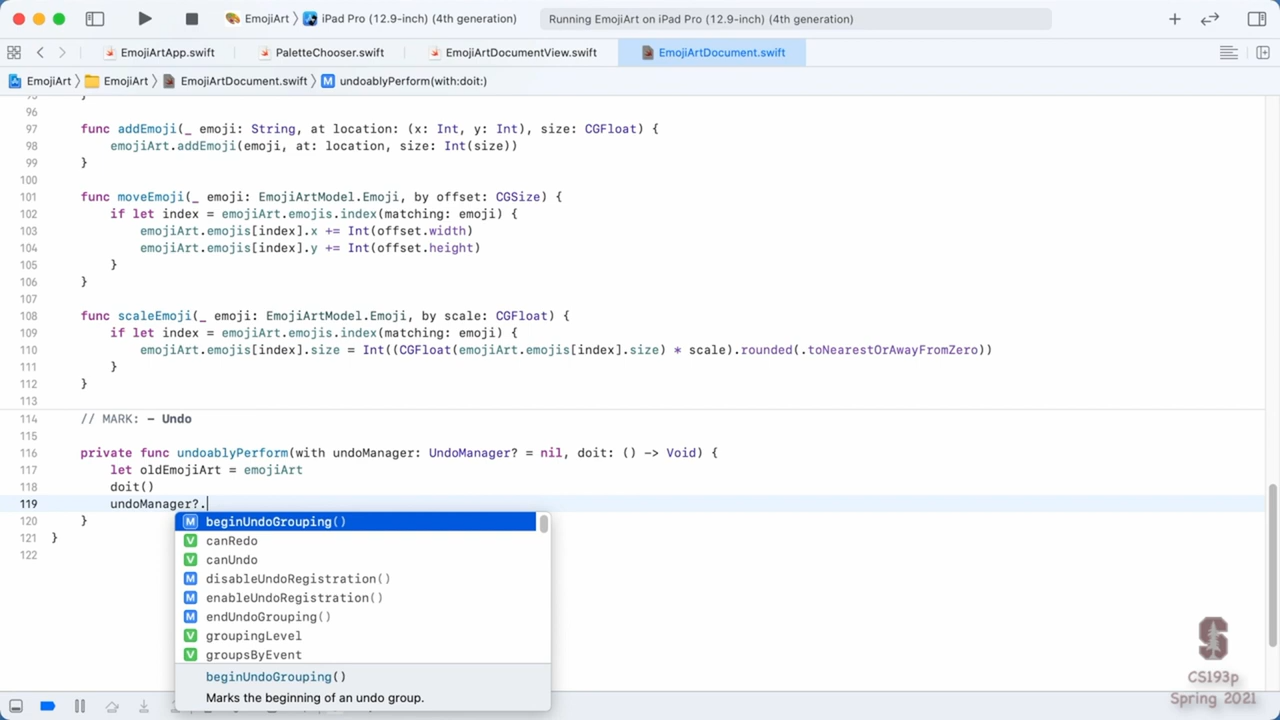 EmojiArt 〉 iPad Pro (12.9-inch) (4th generation)
Running EmojiArt on iPad Pro (12.9-inch) (4th generation)
EmojiArtApp.swift
PaletteChooser.swift
EmojiArtDocumentView.swift
EmojiArtDocument.swift
EmojiArt 〉 EmojiArt 〉 EmojiArtDocument.swift 〉 M undoablyPerform(with:doit:)
95 }
96
97 func addEmoji(_ emoji: String, at location: (x: Int, y: Int), size: CGFloat) {
98 emojiArt.addEmoji(emoji, at: location, size: Int(size))
99 }
100
101 func moveEmoji(_ emoji: EmojiArtModel.Emoji, by offset: CGSize) {
102 if let index = emojiArt.emojis.index(matching: emoji) {
103 emojiArt.emojis[index].x += Int(offset.width)
104 emojiArt.emojis[index].y += Int(offset.height)
105 }
106 }
107
108 func scaleEmoji(_ emoji: EmojiArtModel.Emoji, by scale: CGFloat) {
109 if let index = emojiArt.emojis.index(matching: emoji) {
110 emojiArt.emojis[index].size = Int((CGFloat(emojiArt.emojis[index].size) * scale).rounded(.toNearestOrAwayFromZero))
111 }
112 }
113
114 // MARK: - Undo
115
116 private func undoablyPerform(with undoManager: UndoManager? = nil, doit: () -> Void) {
117 let oldEmojiArt = emojiArt
118 doit()
119 undoManager?.
120 }
121 }
122
M beginUndoGrouping()
V canRedo
V canUndo
M disableUndoRegistration()
M enableUndoRegistration()
M endUndoGrouping()
V groupingLevel
V groupsByEvent
beginUndoGrouping()
Marks the beginning of an undo group.
S
CS193p
Spring 2021